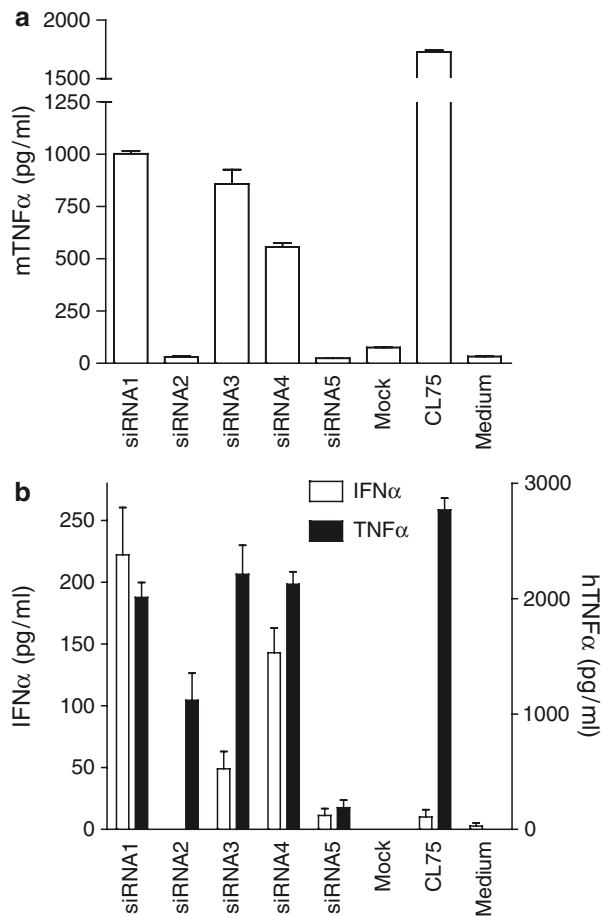 a
mTNFα (pg/ml)
2000
1500
1250
1000
750
500
250
0
siRNA1
siRNA2
siRNA3
siRNA4
siRNA5
Mock
CL75
Medium
b
IFNα
TNFα
IFNα (pg/ml)
250
200
150
100
50
0
hTNFα (pg/ml)
3000
2000
1000
0
siRNA1
siRNA2
siRNA3
siRNA4
siRNA5
Mock
CL75
Medium